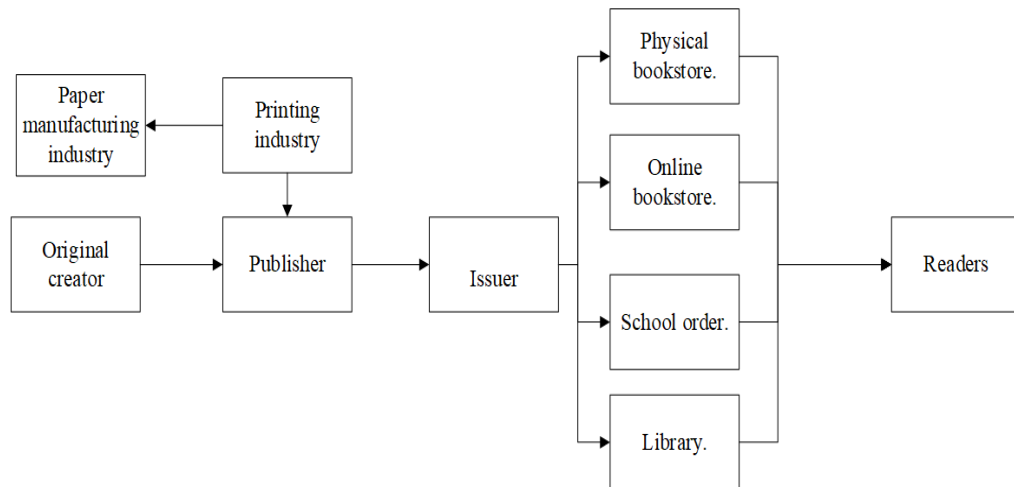 Paper
manufacturing
industry
Printing
industry
Original
creator
Publisher
Issuer
Physical
bookstore.
Online
bookstore.
School order.
Library.
Readers